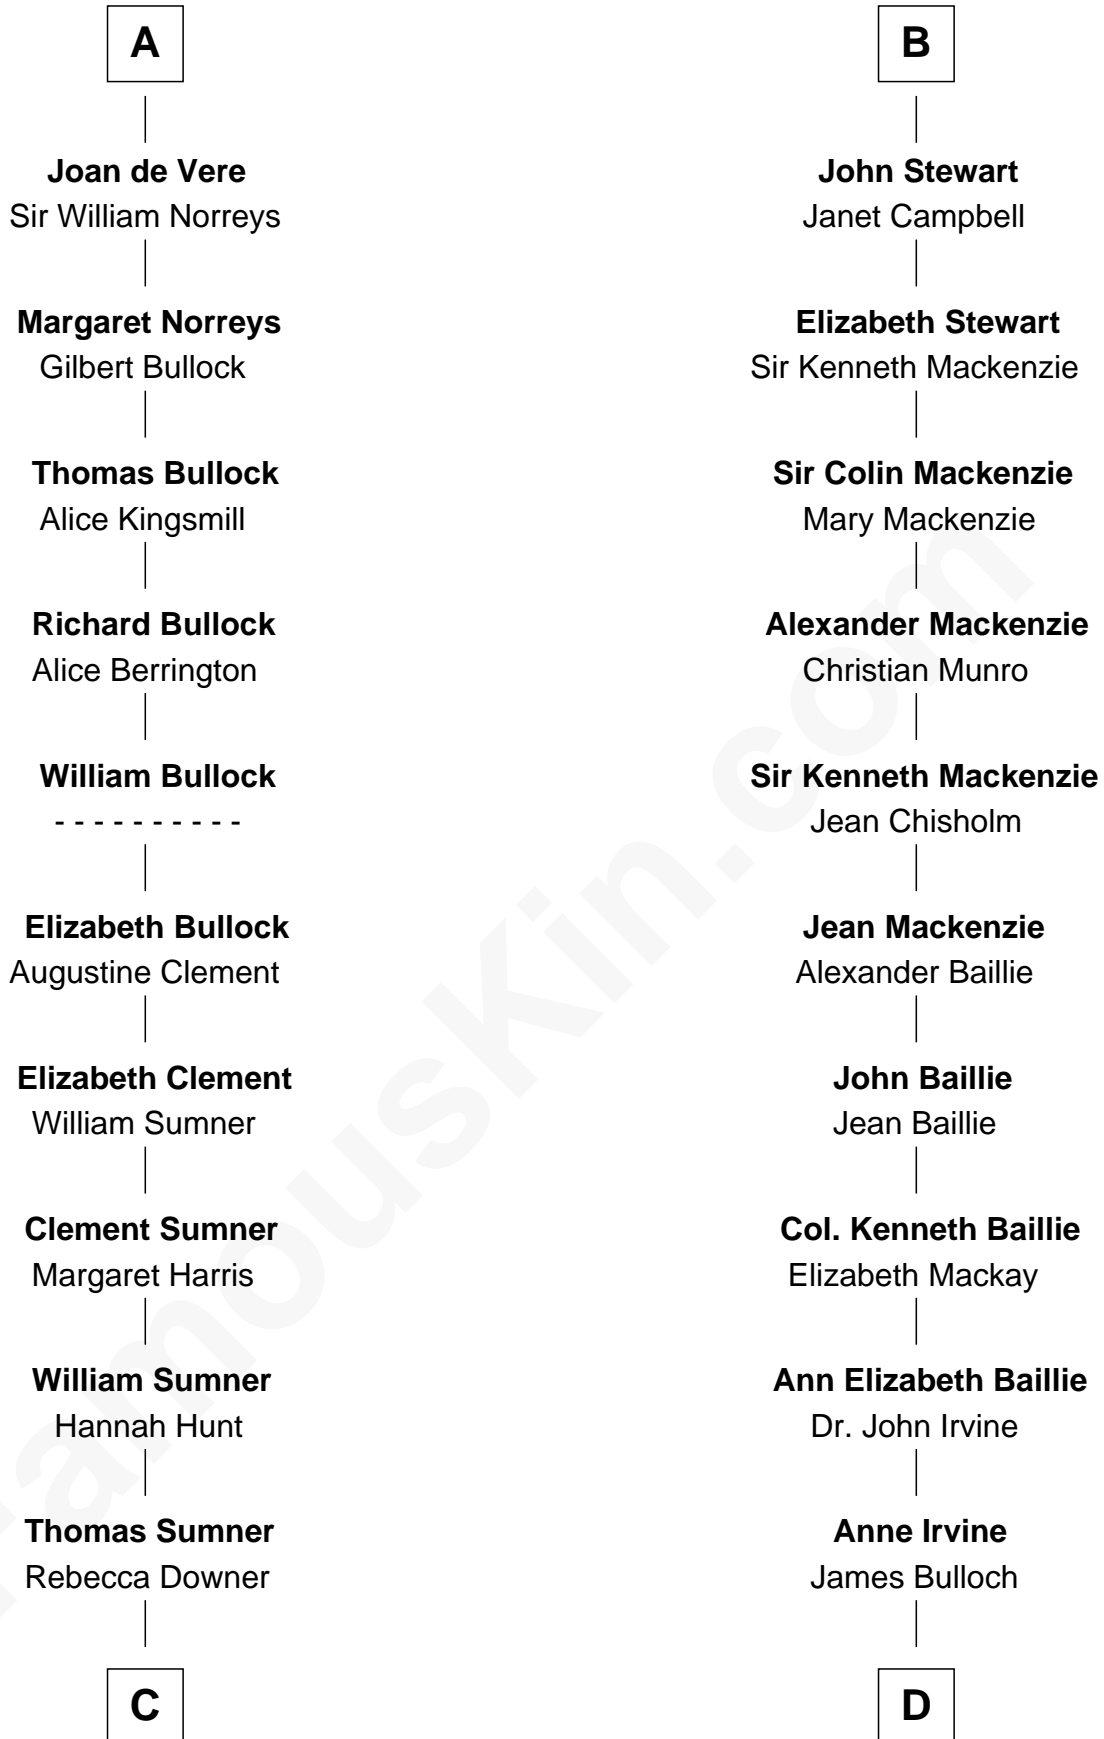 A
Joan de Vere
Sir William Norreys
Margaret Norreys
Gilbert Bullock
Thomas Bullock
Alice Kingsmill
Richard Bullock
Alice Berrington
William Bullock
- - - - - - - - - -
Elizabeth Bullock
Augustine Clement
Elizabeth Clement
William Sumner
Clement Sumner
Margaret Harris
William Sumner
Hannah Hunt
Thomas Sumner
Rebecca Downer
C
B
John Stewart
Janet Campbell
Elizabeth Stewart
Sir Kenneth Mackenzie
Sir Colin Mackenzie
Mary Mackenzie
Alexander Mackenzie
Christian Munro
Sir Kenneth Mackenzie
Jean Chisholm
Jean Mackenzie
Alexander Baillie
John Baillie
Jean Baillie
Col. Kenneth Baillie
Elizabeth Mackay
Ann Elizabeth Baillie
Dr. John Irvine
Anne Irvine
James Bulloch
D
FamousKin.com